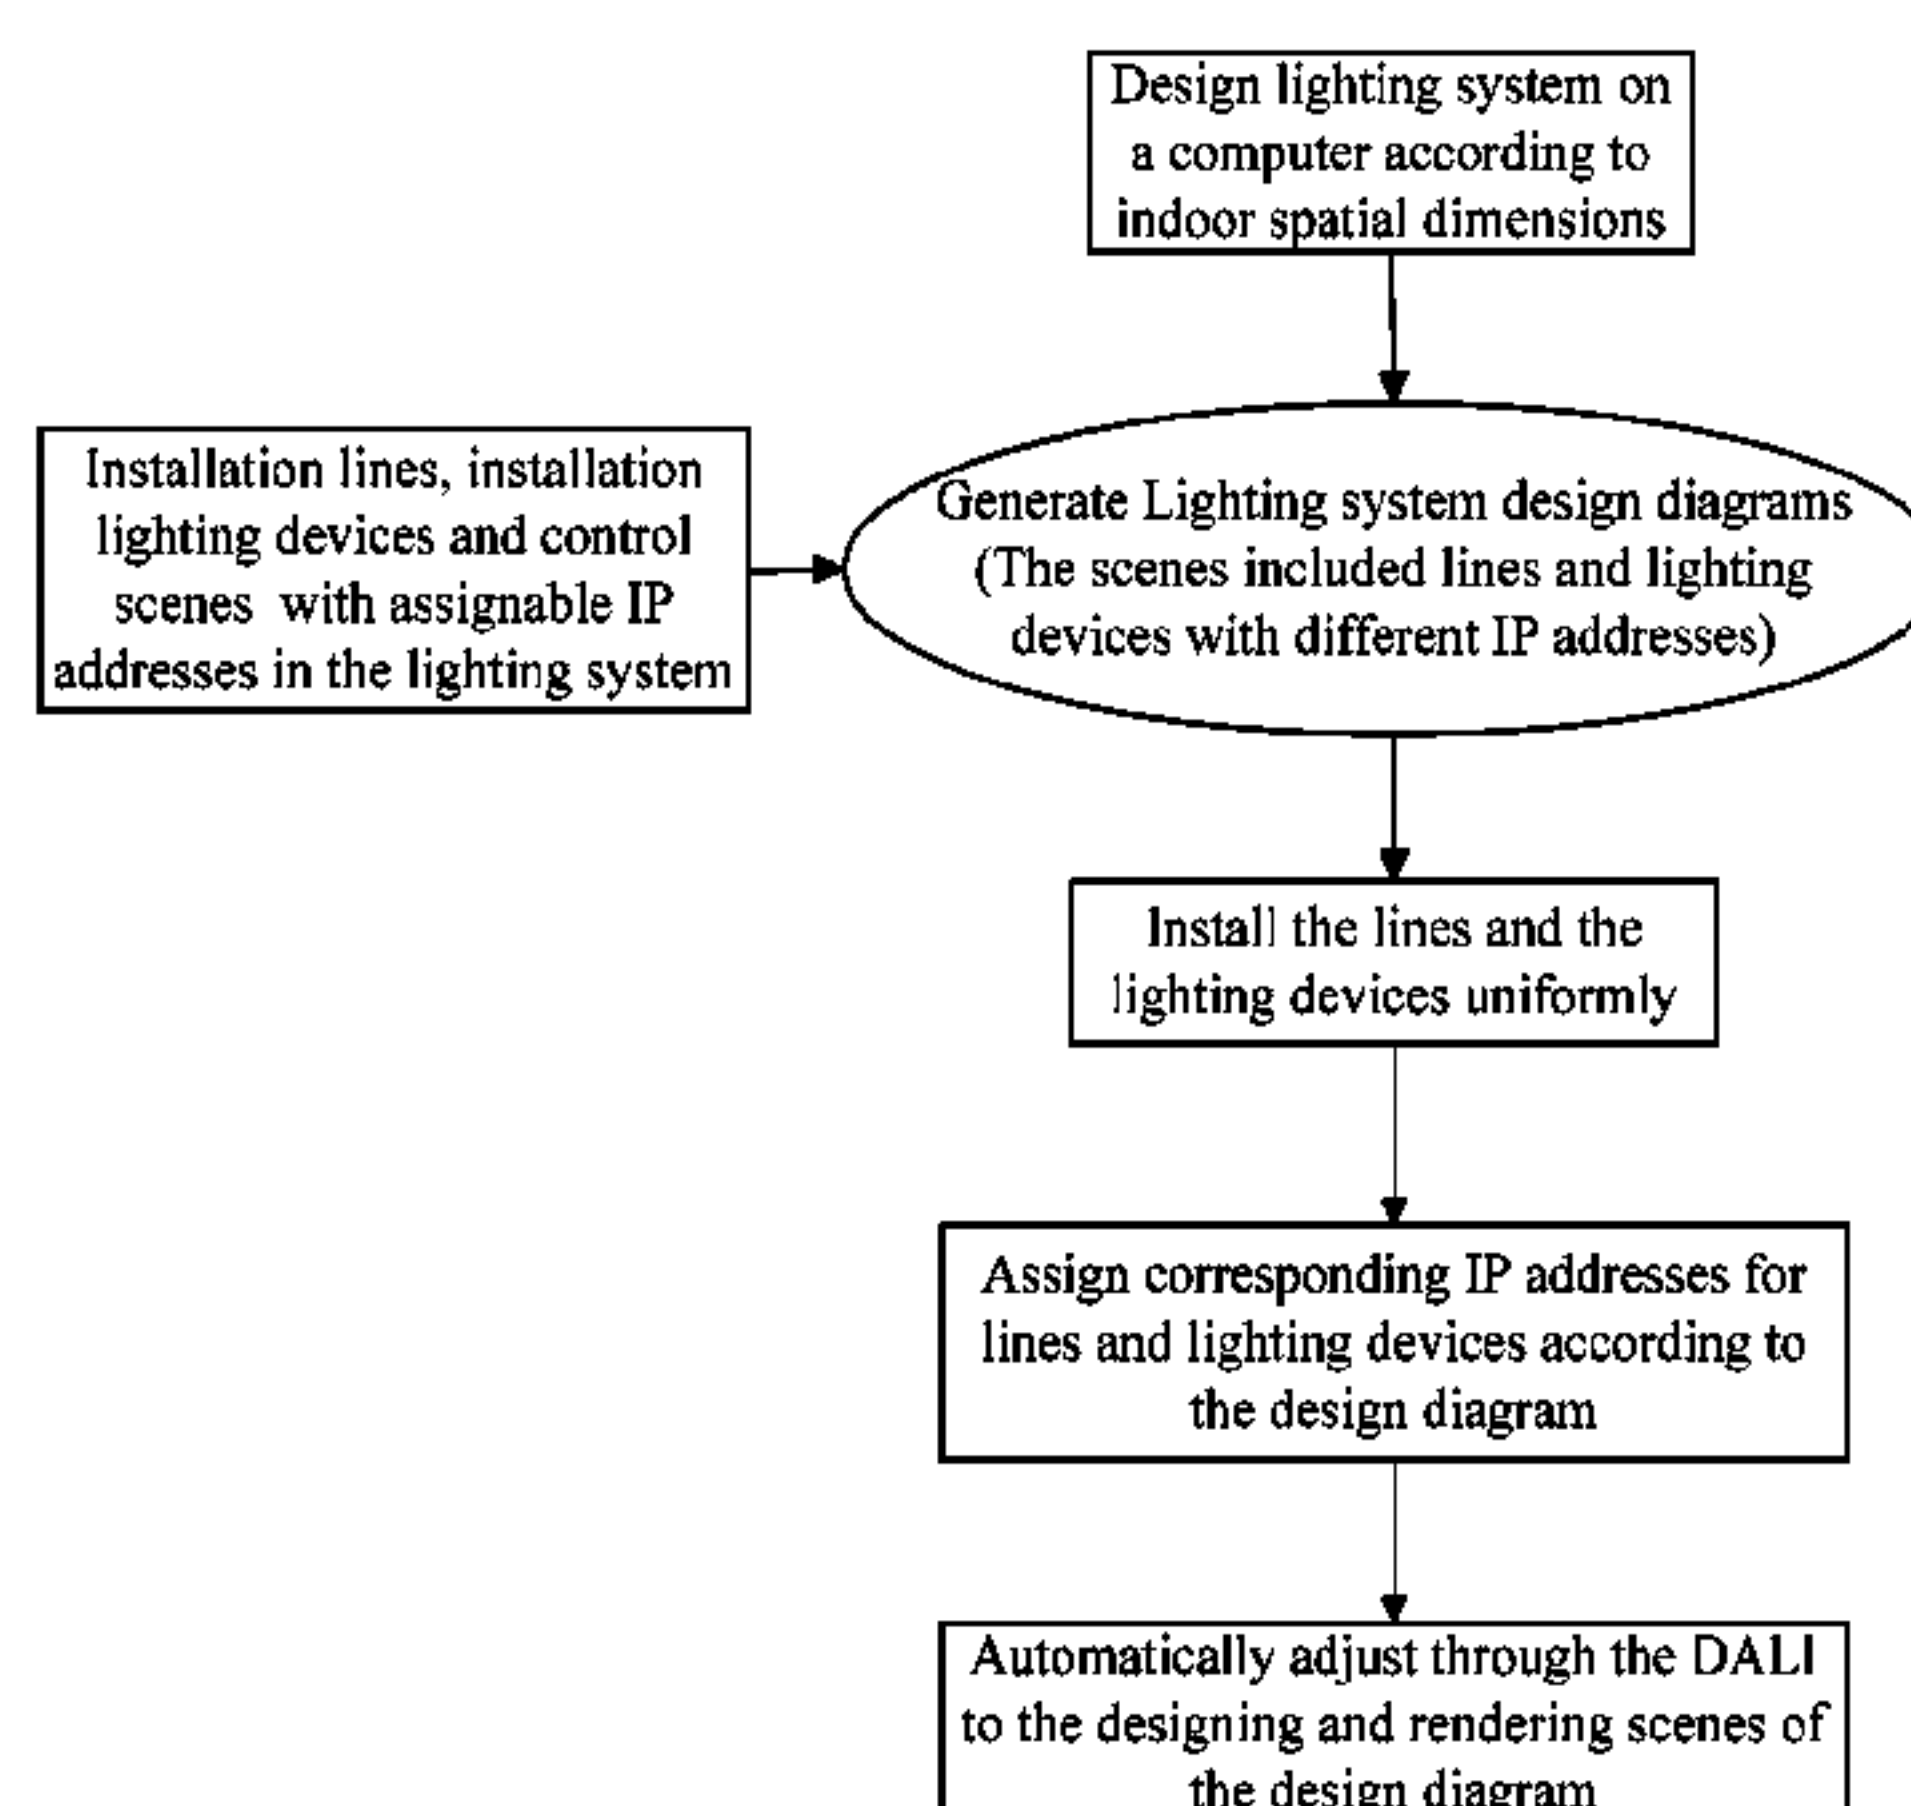 Design lighting system on
a computer according to
indoor spatial dimensions
Installation lines, installation
lighting devices and control
scenes with assignable IP
addresses in the lighting system
Generate Lighting system design diagrams
(The scenes included lines and lighting
devices with different IP addresses)
Install the lines and the
lighting devices uniformly
Assign corresponding IP addresses for
lines and lighting devices according to
the design diagram
Automatically adjust through the DALI
to the designing and rendering scenes of
the design diagram